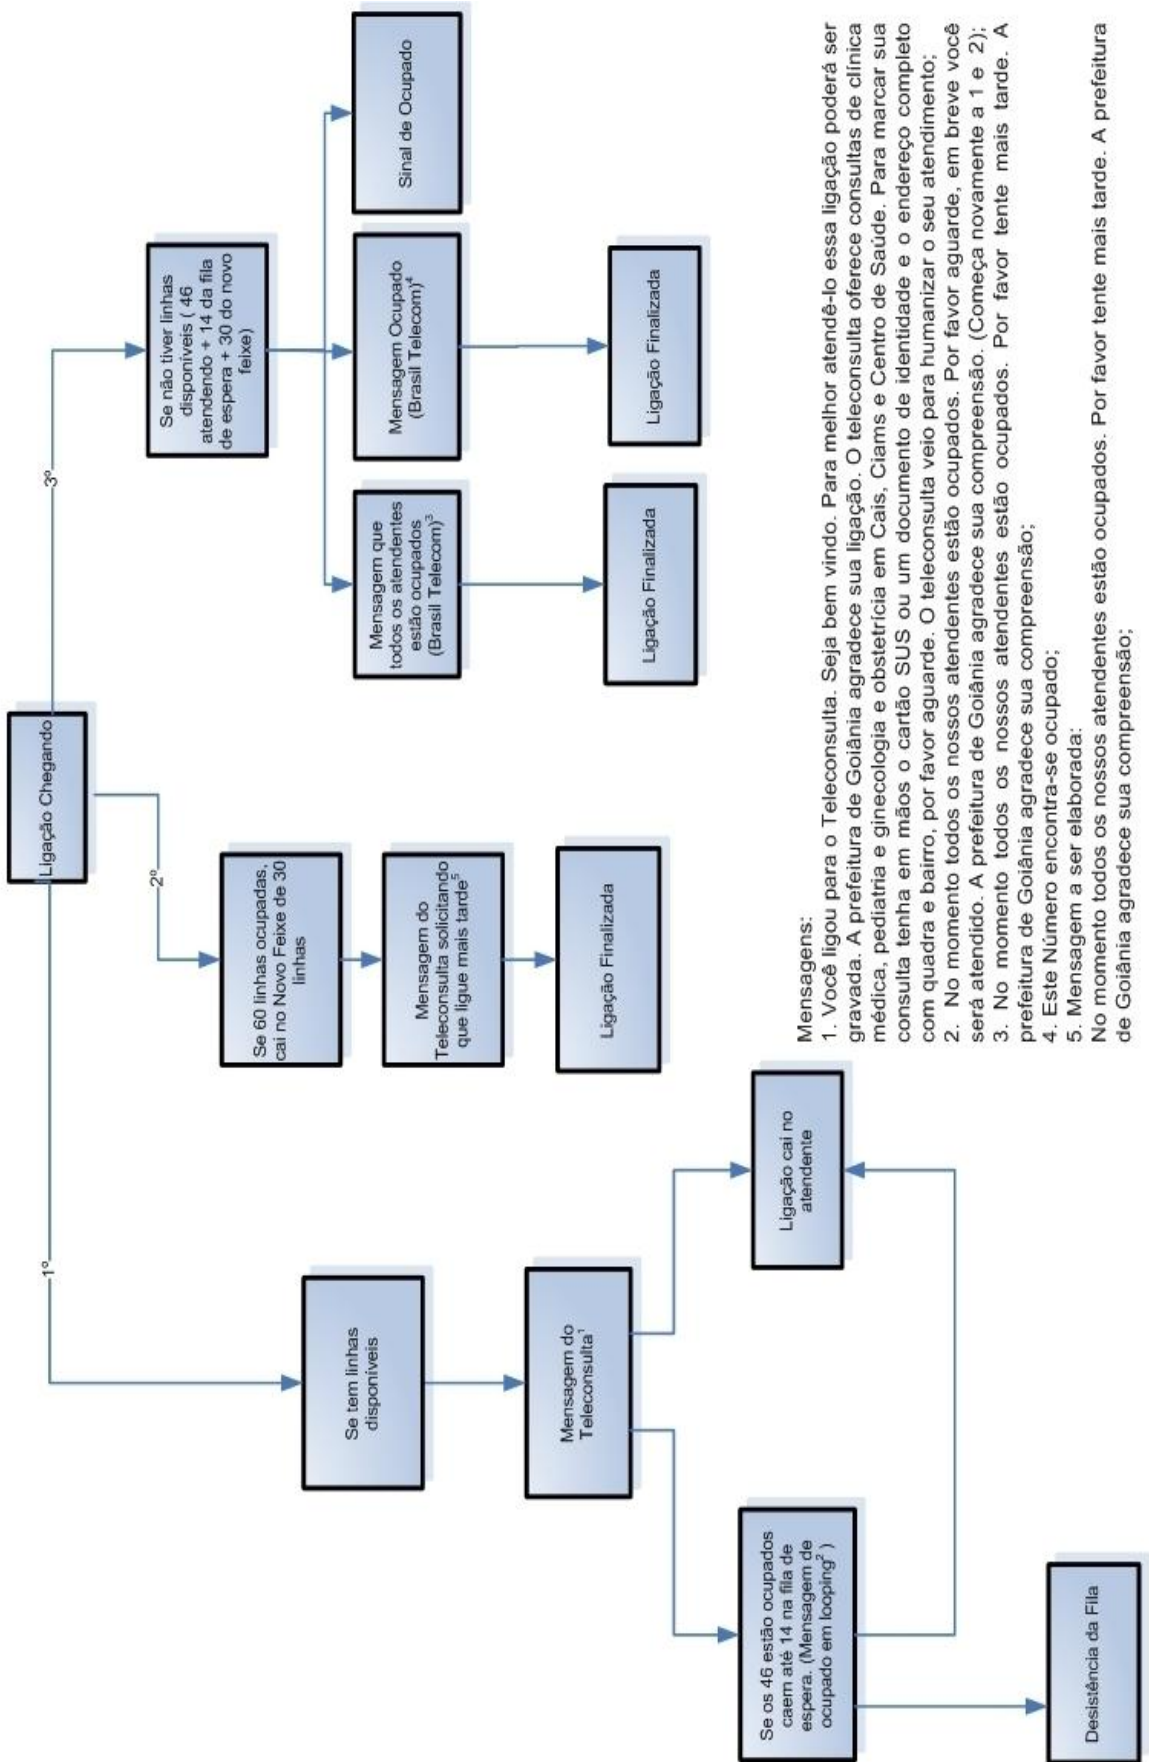 Ligação Chegando
1º
2º
3º
Se tem linhas
disponíveis
Mensagem do
Teleconsulta¹
Se os 46 estão ocupados
caem até 14 na fila de
espera. (Mensagem de
ocupado em looping² )
Ligação cai no
atendente
Desistência da Fila
Se 60 linhas ocupadas,
cai no Novo Feixe de 30
linhas
Mensagem do
Teleconsulta solicitando
que ligue mais tarde⁵
Ligação Finalizada
Se não tiver linhas
disponíveis ( 46
atendendo + 14 da fila
de espera + 30 do novo
feixe)
Mensagem que
todos os atendentes
estão ocupados
(Brasil Telecom)³
Ligação Finalizada
Mensagem Ocupado
(Brasil Telecom)⁴
Ligação Finalizada
Sinal de Ocupado
Mensagens:
1. Você ligou para o Teleconsulta. Seja bem vindo. Para melhor atendê-lo essa ligação poderá ser
gravada. A prefeitura de Goiânia agradece sua ligação. O teleconsulta oferece consultas de clínica
médica, pediatria e ginecologia e obstetrícia em Cais, Ciams e Centro de Saúde. Para marcar sua
consulta tenha em mãos o cartão SUS ou um documento de identidade e o endereço completo
com quadra e bairro, por favor aguarde. O teleconsulta veio para humanizar o seu atendimento;
2. No momento todos os nossos atendentes estão ocupados. Por favor aguarde, em breve você
será atendido. A prefeitura de Goiânia agradece sua compreensão. (Começa novamente a 1 e 2);
3. No momento todos os nossos atendentes estão ocupados. Por favor tente mais tarde. A
prefeitura de Goiânia agradece sua compreensão;
4. Este Número encontra-se ocupado;
5. Mensagem a ser elaborada:
No momento todos os nossos atendentes estão ocupados. Por favor tente mais tarde. A prefeitura
de Goiânia agradece sua compreensão;